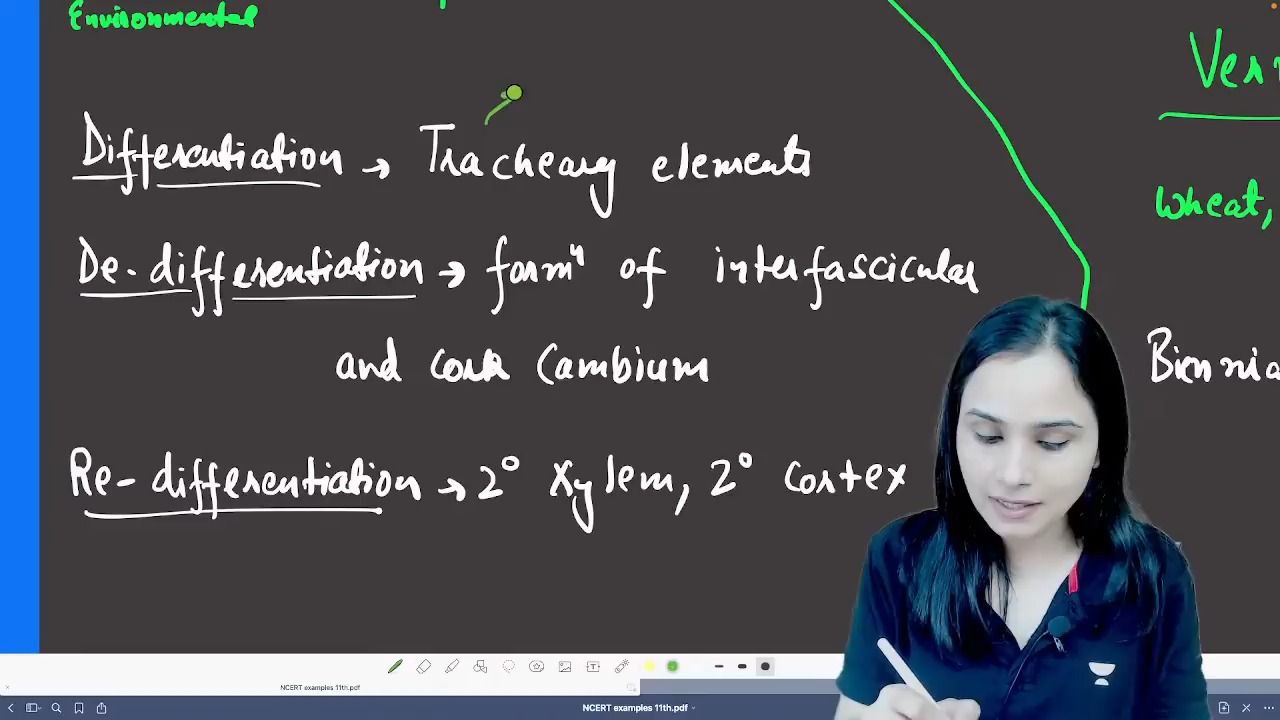 Environmental
Ver
Differentiation → Tracheary elements
wheat,
De-differentiation → formⁿ of interfascicular
and cork Cambium
Re-differentiation → 2° xylem, 2° cortex
NCERT examples 11th.pdf
NCERT examples 11th.pdf